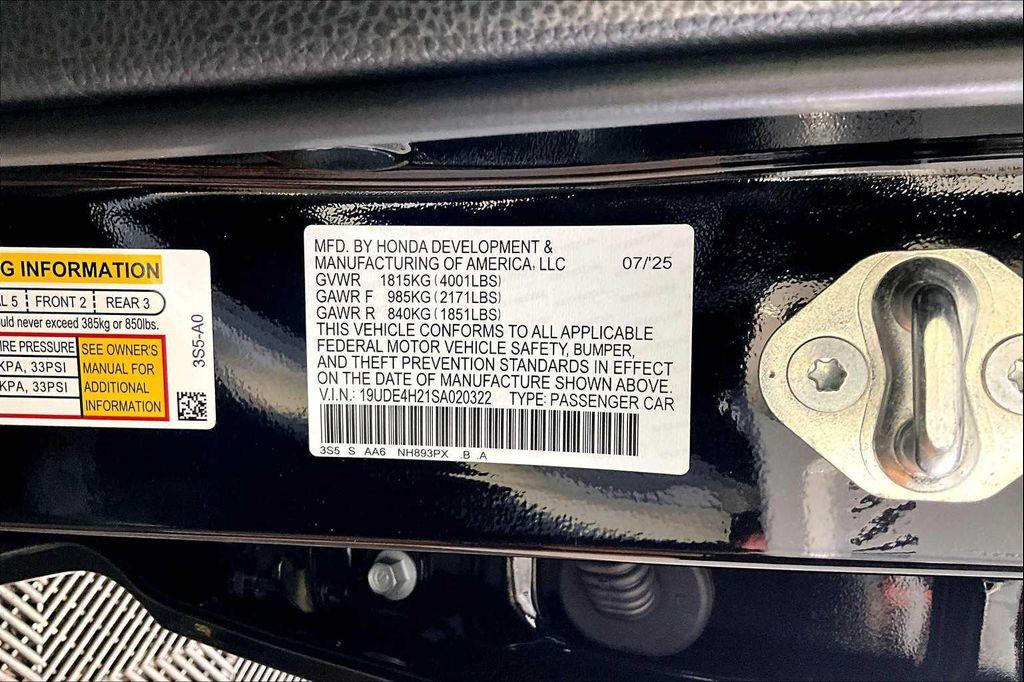 G INFORMATION
AL 5 FRONT 2 REAR 3
ould never exceed 385kg or 850lbs.
IRE PRESSURE
KPA, 33PSI
KPA, 33PSI
SEE OWNER'S
MANUAL FOR
ADDITIONAL
INFORMATION
3S5-A0
MFD. BY HONDA DEVELOPMENT &
MANUFACTURING OF AMERICA, LLC 07/'25
GVWR 1815KG(4001LBS)
GAWR F 985KG(2171LBS)
GAWR R 840KG(1851LBS)
THIS VEHICLE CONFORMS TO ALL APPLICABLE
FEDERAL MOTOR VEHICLE SAFETY, BUMPER,
AND THEFT PREVENTION STANDARDS IN EFFECT
ON THE DATE OF MANUFACTURE SHOWN ABOVE.
V.I.N.: 19UDE4H21SA020322 TYPE: PASSENGER CAR
3S5 S AA6 NH893PX .B .A